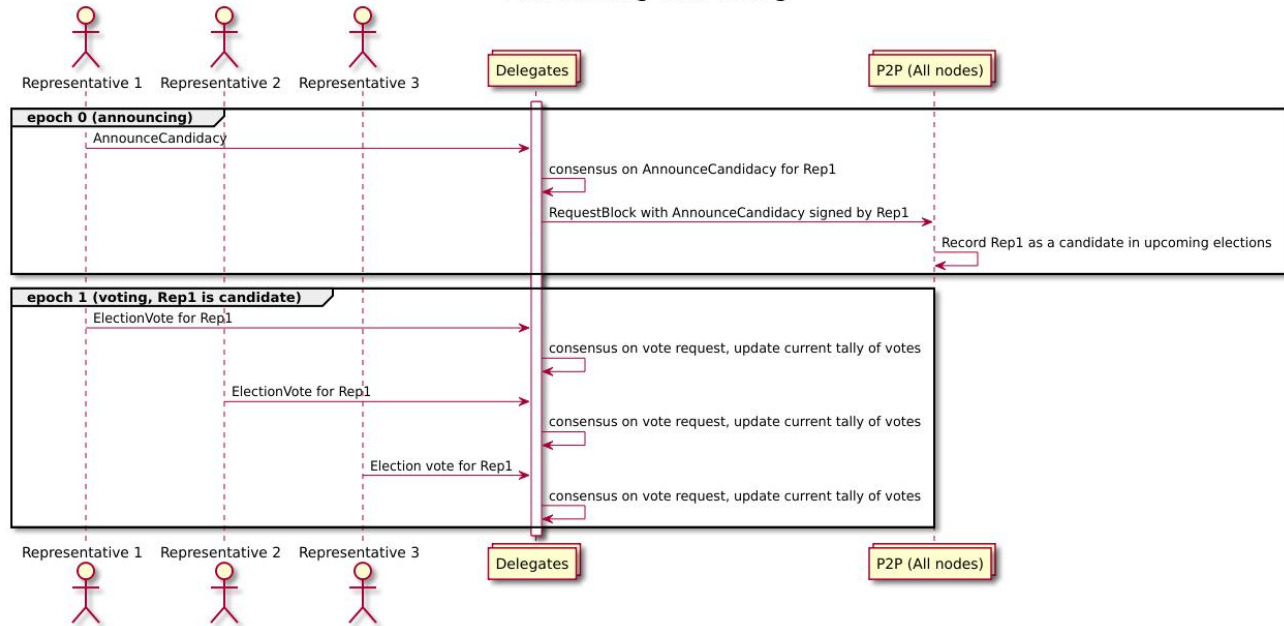 Representative 1 Representative 2 Representative 3 Delegates P2P (All nodes)
epoch 0 (announcing)
AnnounceCandidacy
consensus on AnnounceCandidacy for Rep1
RequestBlock with AnnounceCandidacy signed by Rep1
Record Rep1 as a candidate in upcoming elections
epoch 1 (voting, Rep1 is candidate)
ElectionVote for Rep1
consensus on vote request, update current tally of votes
ElectionVote for Rep1
consensus on vote request, update current tally of votes
Election vote for Rep1
consensus on vote request, update current tally of votes
Representative 1 Representative 2 Representative 3 Delegates P2P (All nodes)